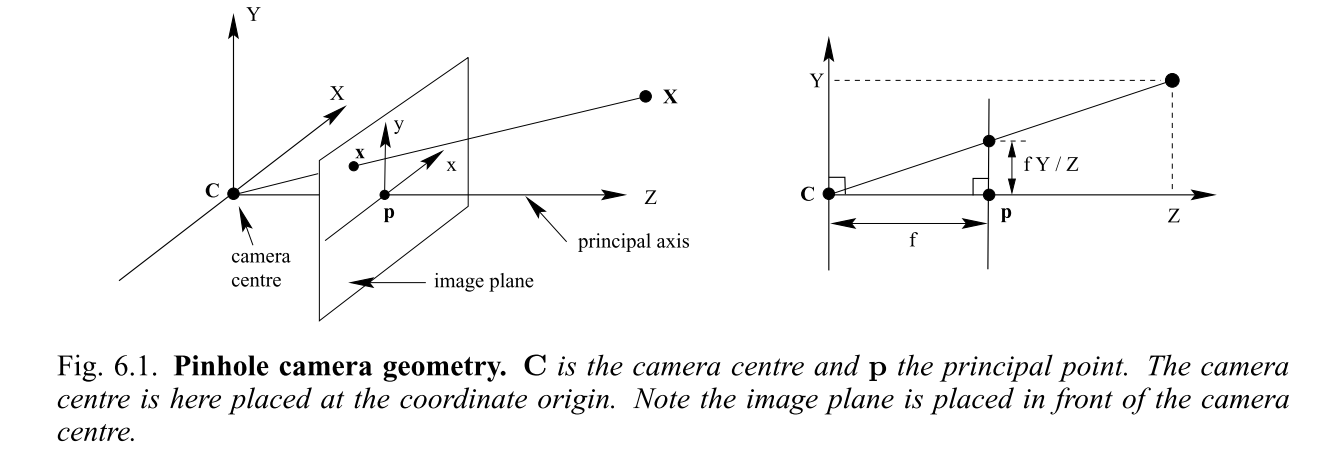 Y
X
X
y
x
x
C
p
Z
camera
centre
principal axis
image plane
Y
f Y / Z
C
p
Z
f
Fig. 6.1. Pinhole camera geometry. C is the camera centre and p the principal point. The camera
centre is here placed at the coordinate origin. Note the image plane is placed in front of the camera
centre.